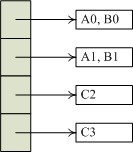 A0, B0
A1, B1
C2
C3